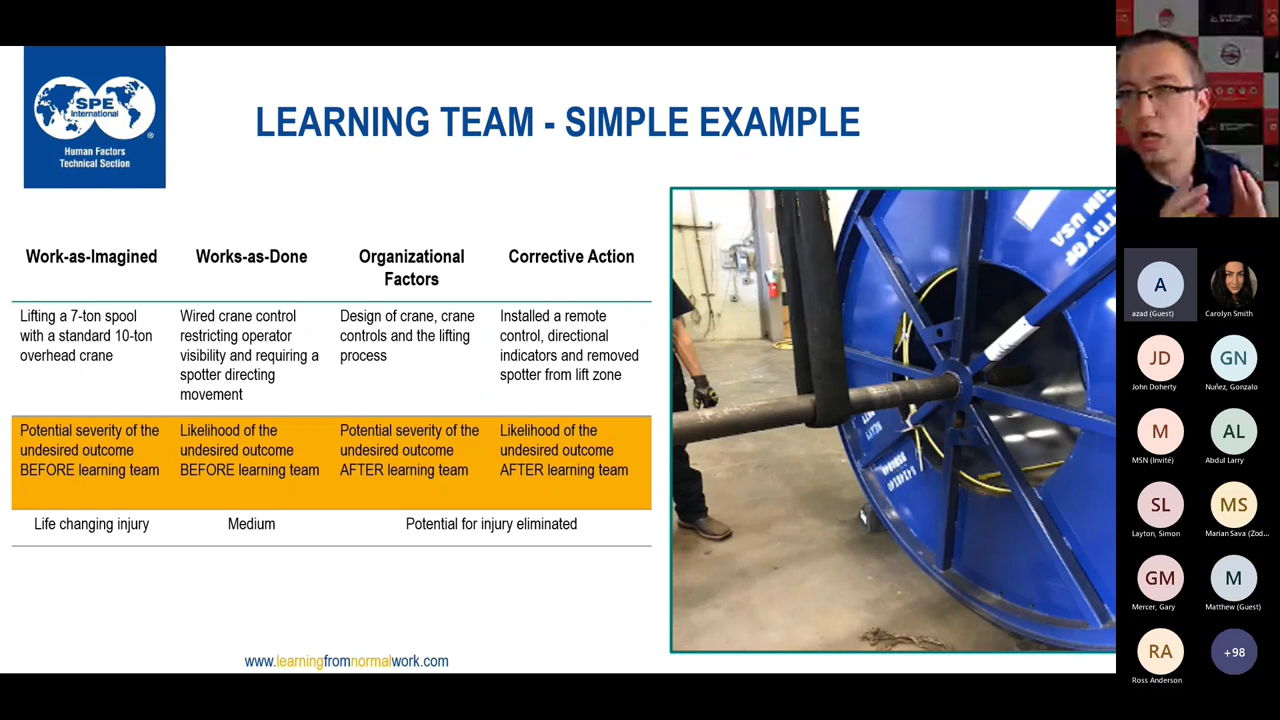 SPE
International
®
Human Factors
Technical Section
LEARNING TEAM - SIMPLE EXAMPLE
Work-as-Imagined
Works-as-Done
Organizational
Factors
Corrective Action
Lifting a 7-ton spool
with a standard 10-ton
overhead crane
Wired crane control
restricting operator
visibility and requiring a
spotter directing
movement
Design of crane, crane
controls and the lifting
process
Installed a remote
control, directional
indicators and removed
spotter from lift zone
Potential severity of the
undesired outcome
BEFORE learning team
Likelihood of the
undesired outcome
BEFORE learning team
Potential severity of the
undesired outcome
AFTER learning team
Likelihood of the
undesired outcome
AFTER learning team
Life changing injury
Medium
Potential for injury eliminated
TRY OF
GIN USA
www.learningfromnormalwork.com
A
azad (Guest)
Carolyn Smith
JD
John Doherty
GN
Nuñez, Gonzalo
M
MSN (Invité)
AL
Abdul Larry
SL
Layton, Simon
MS
Marian Sava (Zod...
GM
Mercer, Gary
M
Matthew (Guest)
RA
Ross Anderson
+98